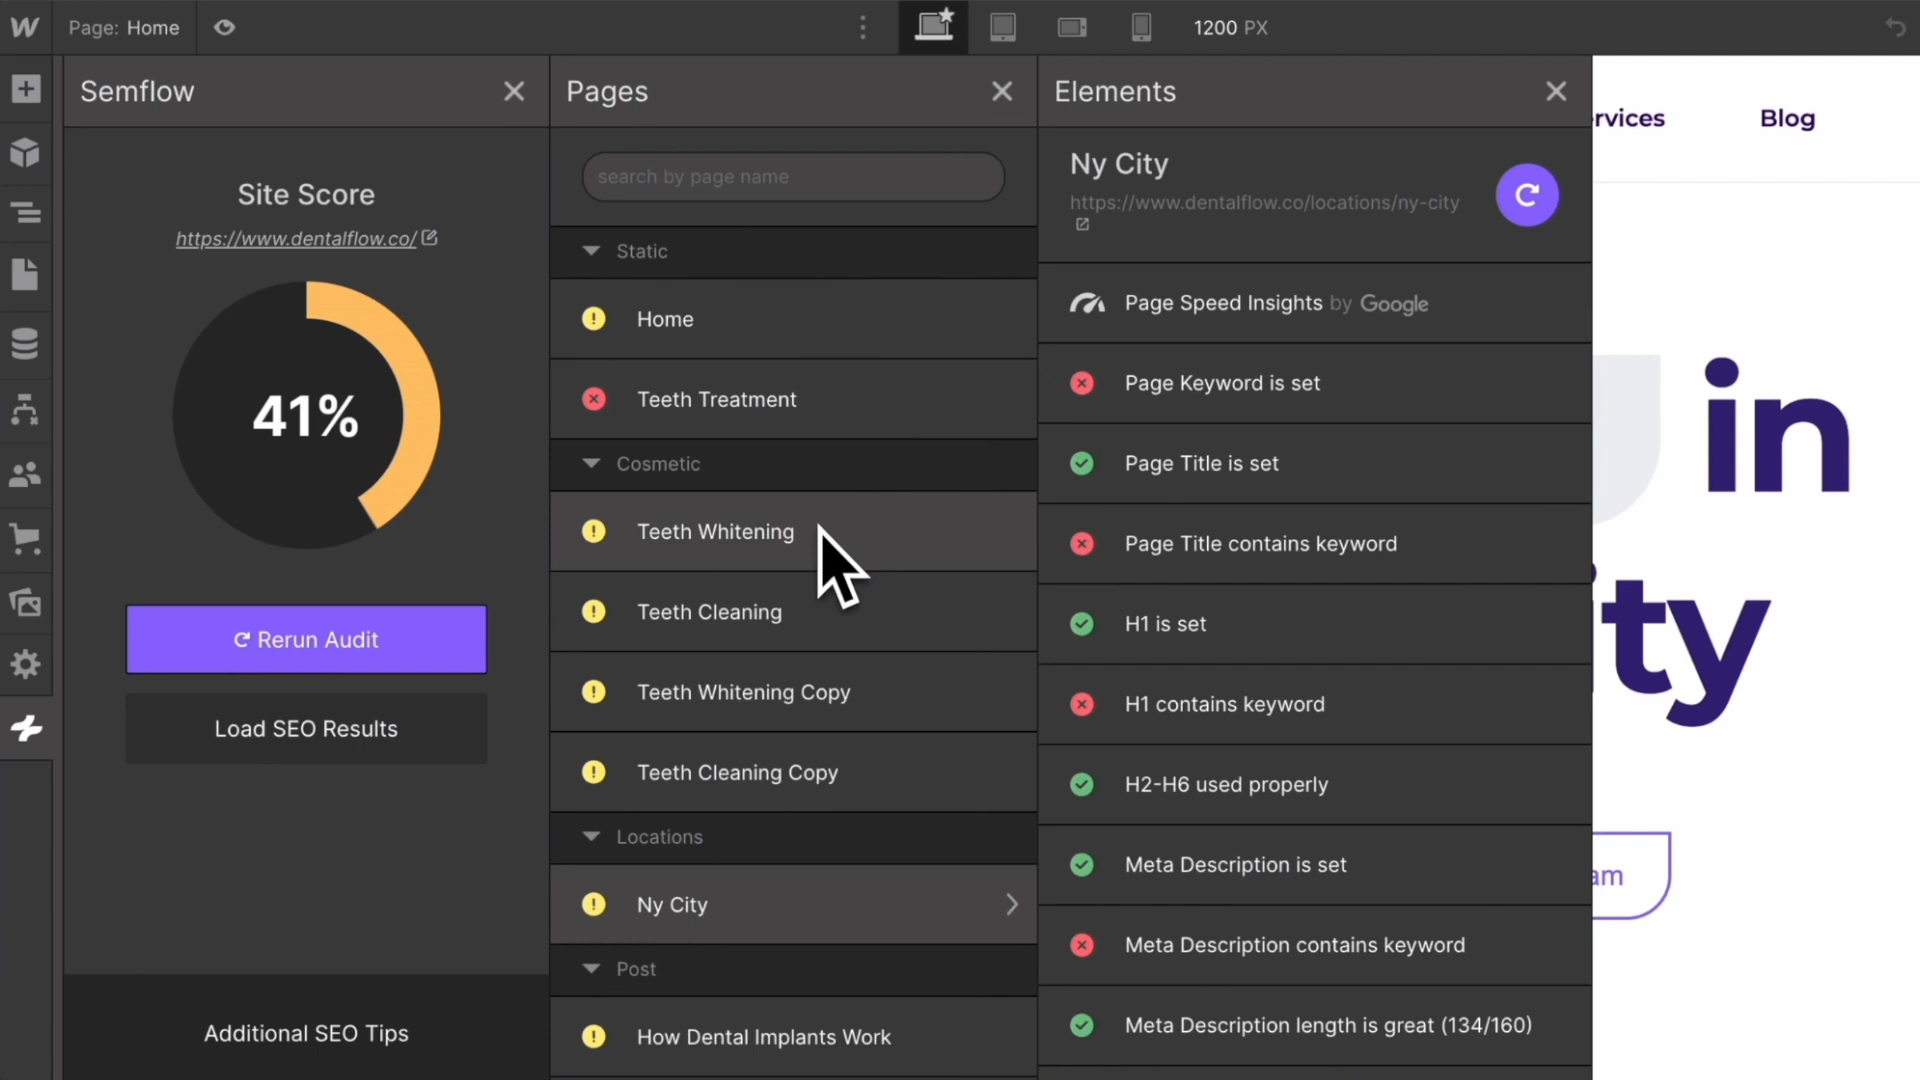 Page: Home
1200 PX
Semflow
Site Score
https://www.dentalflow.co/
41%
Rerun Audit
Load SEO Results
Additional SEO Tips
Pages
search by page name
Static
Home
Teeth Treatment
Cosmetic
Teeth Whitening
Teeth Cleaning
Teeth Whitening Copy
Teeth Cleaning Copy
Locations
Ny City
Post
How Dental Implants Work
Elements
Ny City
https://www.dentalflow.co/locations/ny-city
Page Speed Insights by Google
Page Keyword is set
Page Title is set
Page Title contains keyword
H1 is set
H1 contains keyword
H2-H6 used properly
Meta Description is set
Meta Description contains keyword
Meta Description length is great (134/160)
rvices
Blog
in
ity
am